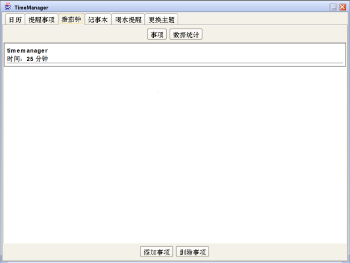 TimeManager
日历 提醒事项 番茄钟 记事本 喝水提醒 更换主题
事项 数据统计
timemanager
时间: 25 分钟
添加事项 删除事项